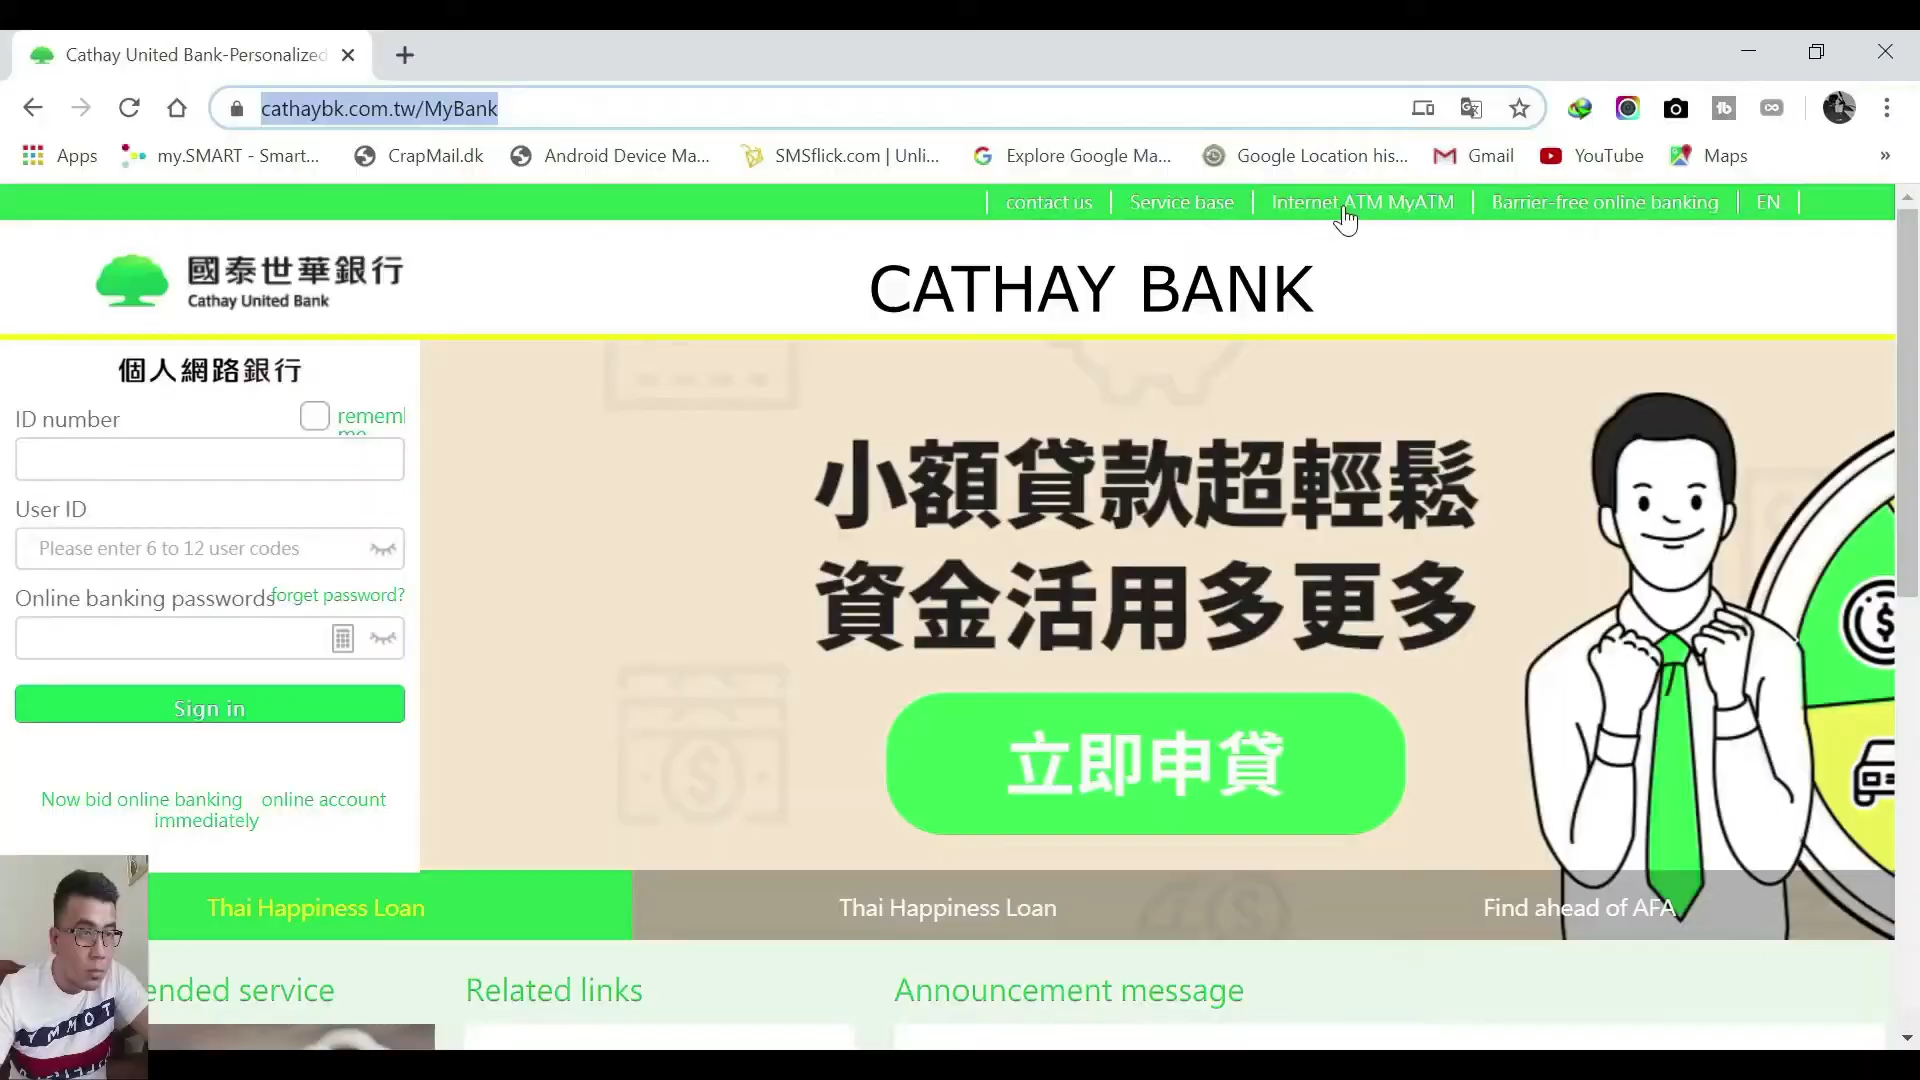 Cathay United Bank-Personalized
cathaybk.com.tw/MyBank
Apps
my.SMART - Smart...
CrapMail.dk
Android Device Ma...
SMSflick.com | Unli...
Explore Google Ma...
Google Location his...
Gmail
YouTube
Maps
»
contact us
Service base
Internet ATM MyATM
Barrier-free online banking
EN
國泰世華銀行
Cathay United Bank
CATHAY BANK
個人網路銀行
ID number
rememb
me
User ID
Please enter 6 to 12 user codes
Online banking passwords
forget password?
Sign in
Now bid online banking
online account
immediately
小額貸款超輕鬆
資金活用多更多
立即申貸
Thai Happiness Loan
Thai Happiness Loan
Find ahead of AFA
ended service
Related links
Announcement message